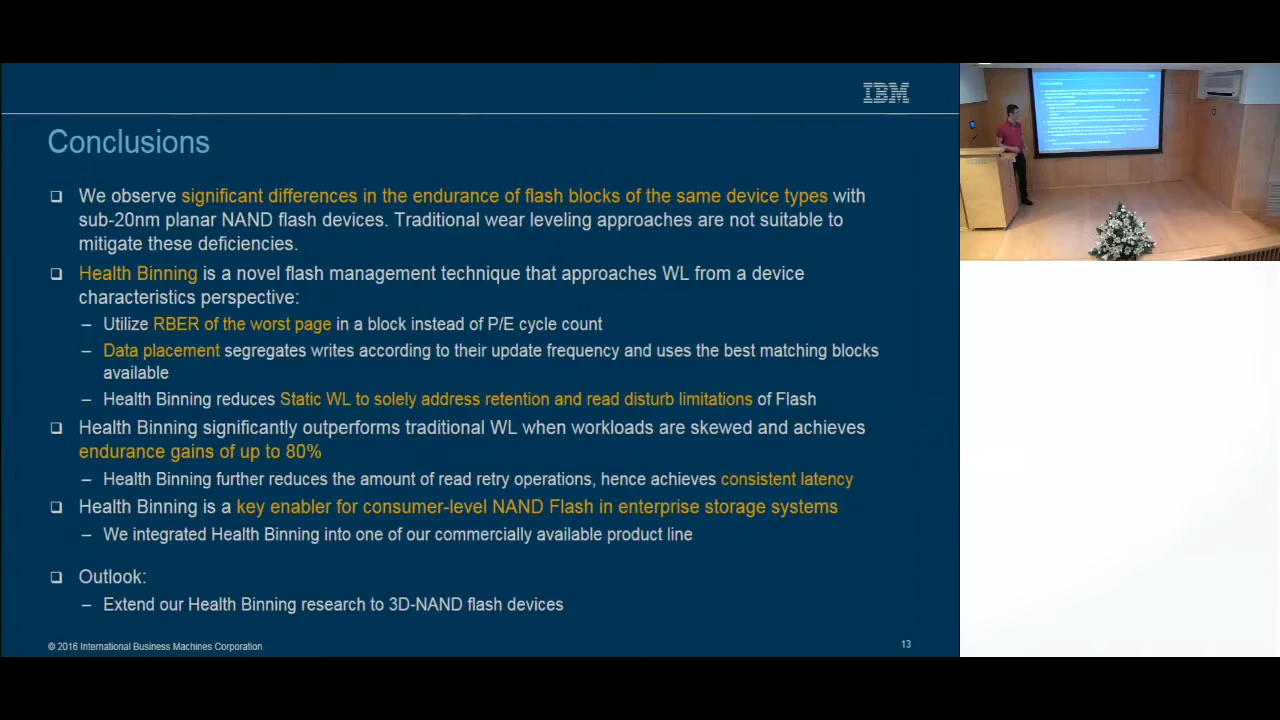 IBM
Conclusions
We observe significant differences in the endurance of flash blocks of the same device types with
sub-20nm planar NAND flash devices. Traditional wear leveling approaches are not suitable to
mitigate these deficiencies.
Health Binning is a novel flash management technique that approaches WL from a device
characteristics perspective:
– Utilize RBER of the worst page in a block instead of P/E cycle count
– Data placement segregates writes according to their update frequency and uses the best matching blocks
available
– Health Binning reduces Static WL to solely address retention and read disturb limitations of Flash
Health Binning significantly outperforms traditional WL when workloads are skewed and achieves
endurance gains of up to 80%
– Health Binning further reduces the amount of read retry operations, hence achieves consistent latency
Health Binning is a key enabler for consumer-level NAND Flash in enterprise storage systems
– We integrated Health Binning into one of our commercially available product line
Outlook:
– Extend our Health Binning research to 3D-NAND flash devices
© 2016 International Business Machines Corporation
13